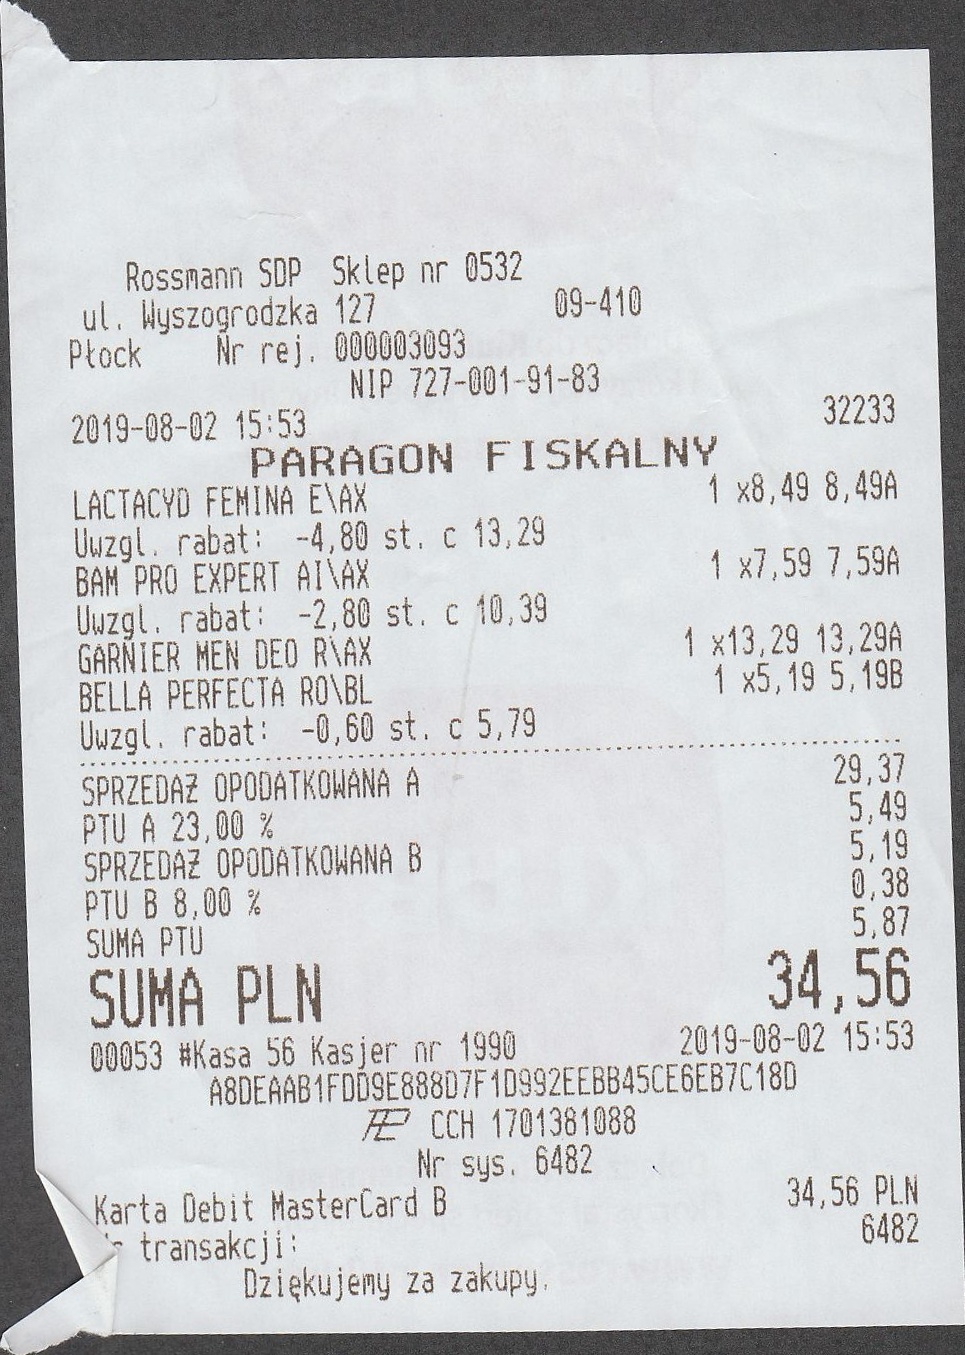 Rossmann SDP Sklep nr 0532
ul. Wyszogrodzka 127 09-410
Płock Nr rej. 000003093
NIP 727-001-91-83
2019-08-02 15:53 32233
PARAGON FISKALNY
LACTACYD FEMINA E\AX 1 x8,49 8,49A
Uwzgl. rabat: -4,80 st. c 13,29
BAM PRO EXPERT AI\AX 1 x7,59 7,59A
Uwzgl. rabat: -2,80 st. c 10,39
GARNIER MEN DEO R\AX 1 x13,29 13,29A
BELLA PERFECTA RO\BL 1 x5,19 5,19B
Uwzgl. rabat: -0,60 st. c 5,79
SPRZEDAŻ OPODATKOWANA A 29,37
PTU A 23,00 % 5,49
SPRZEDAŻ OPODATKOWANA B 5,19
PTU B 8,00 % 0,38
SUMA PTU 5,87
SUMA PLN 34,56
00053 #Kasa 56 Kasjer nr 1990 2019-08-02 15:53
A8DEAAB1FDD9E888D7F1D992EEBB45CE6EB7C18D
CCH 1701381088
Nr sys. 6482
Karta Debit MasterCard B 34,56 PLN
transakcji: 6482
Dziękujemy za zakupy.